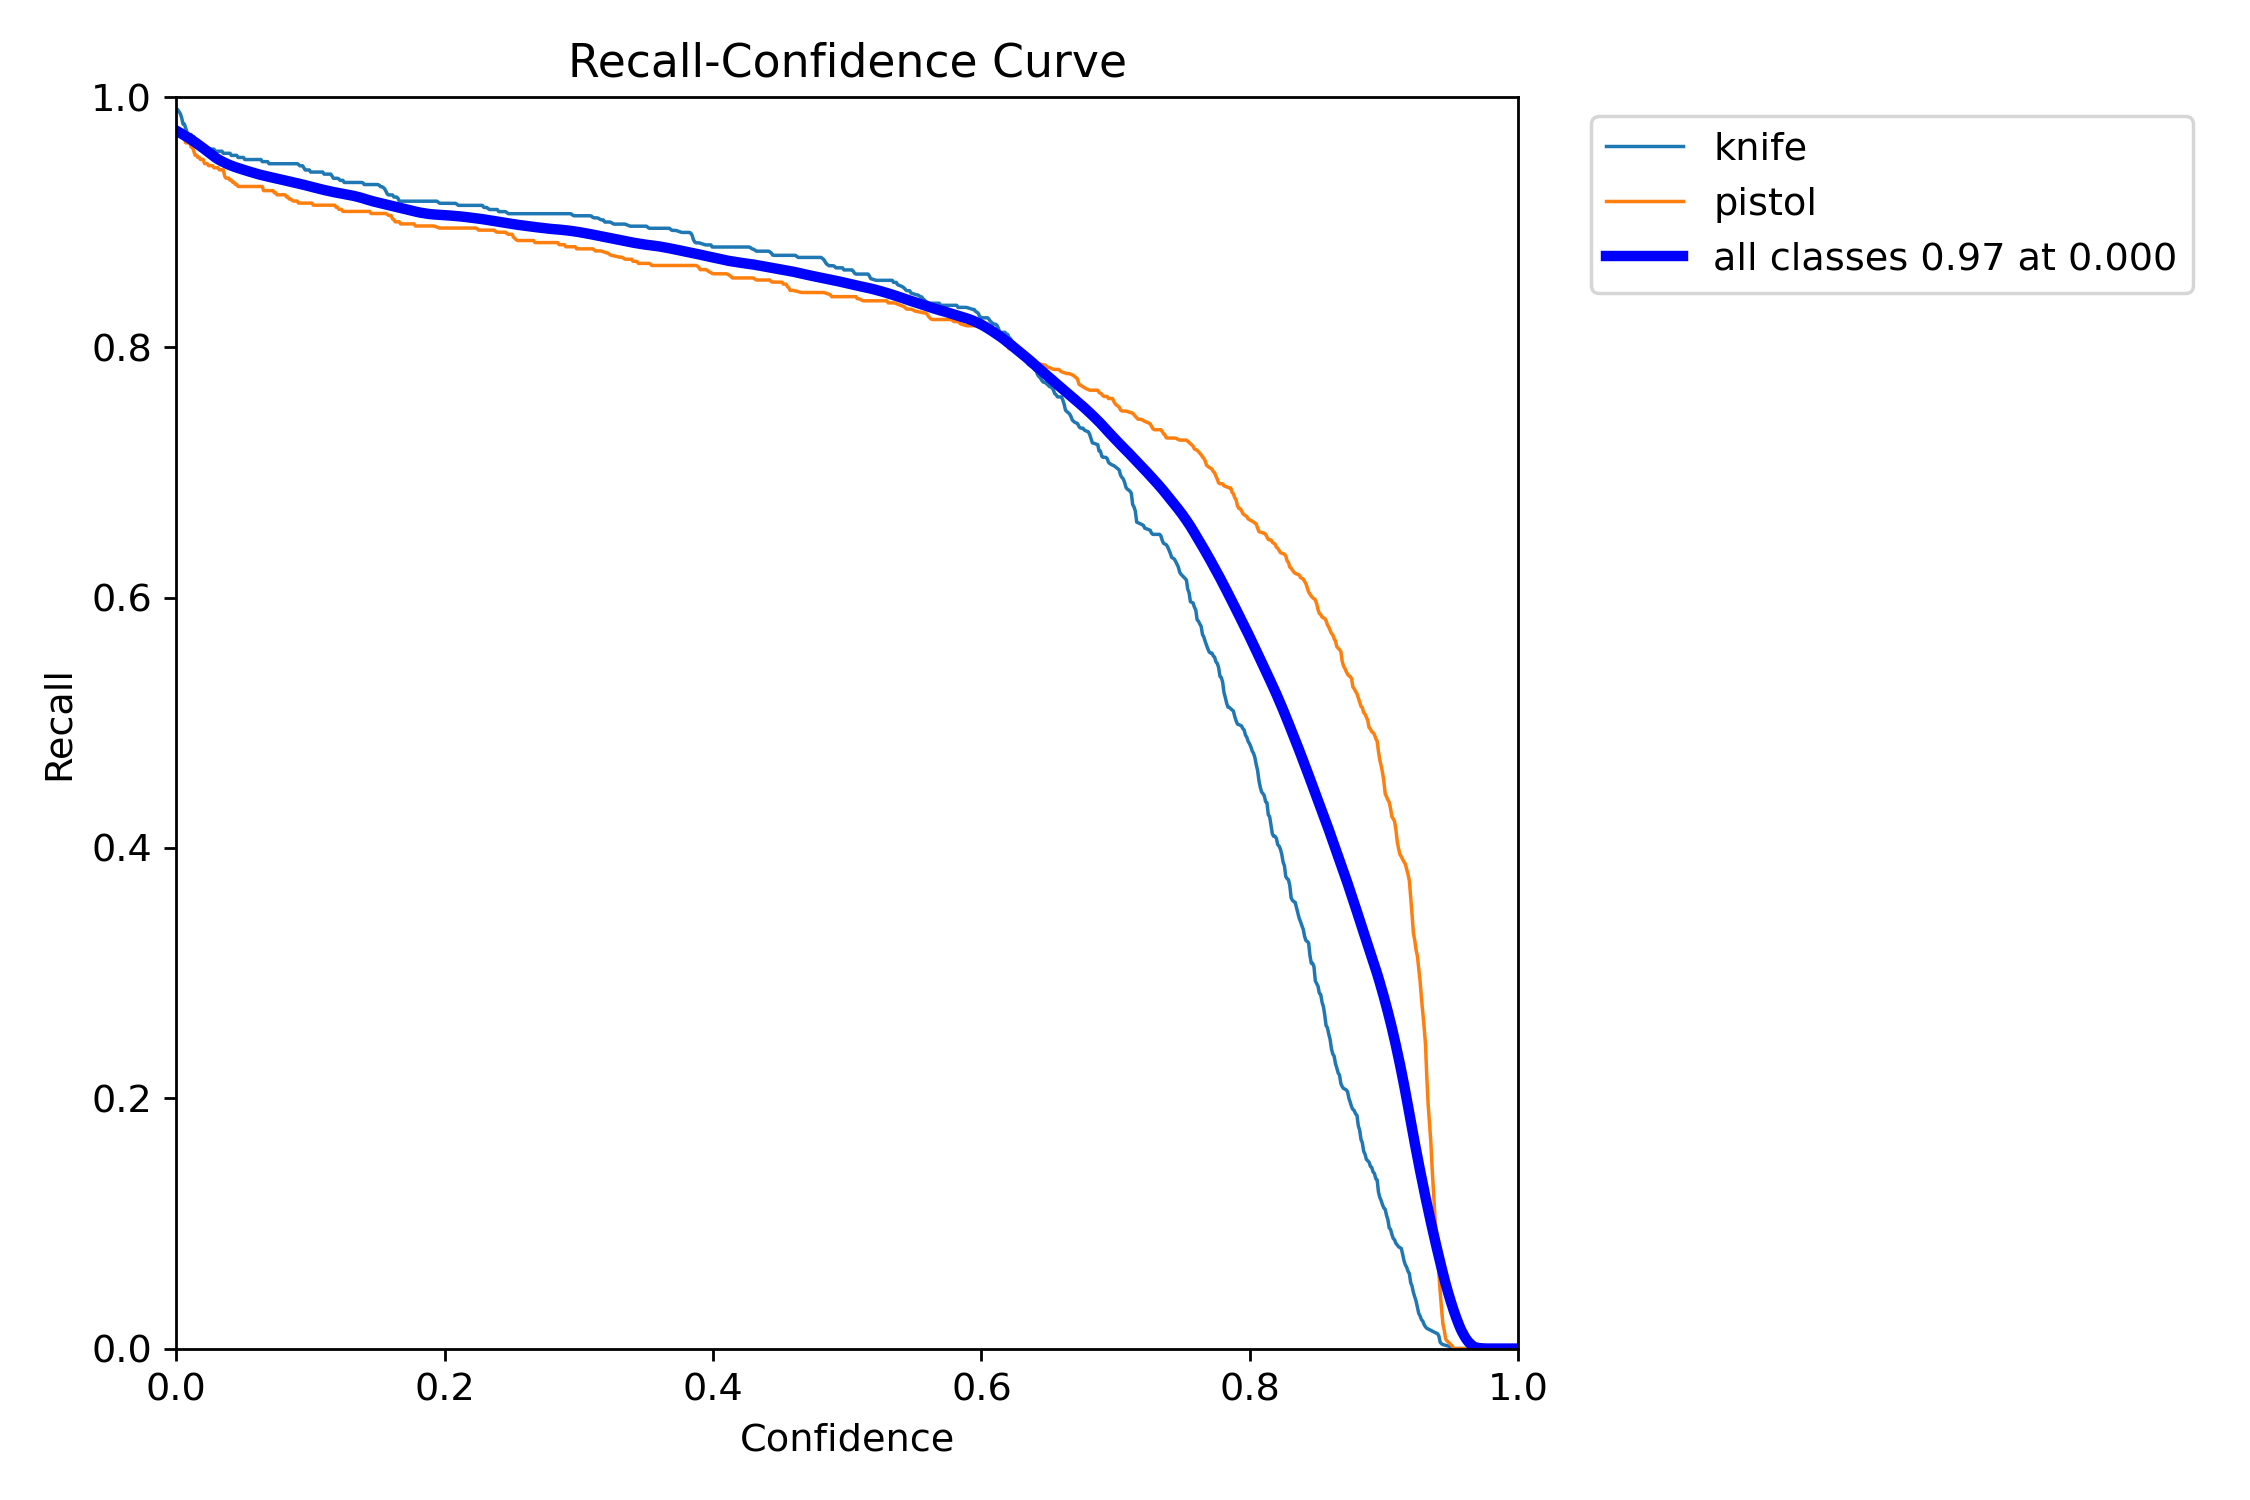 Recall-Confidence Curve
1.0
0.8
0.6
0.4
0.2
0.0
Recall
0.0 0.2 0.4 0.6 0.8 1.0
Confidence
knife
pistol
all classes 0.97 at 0.000